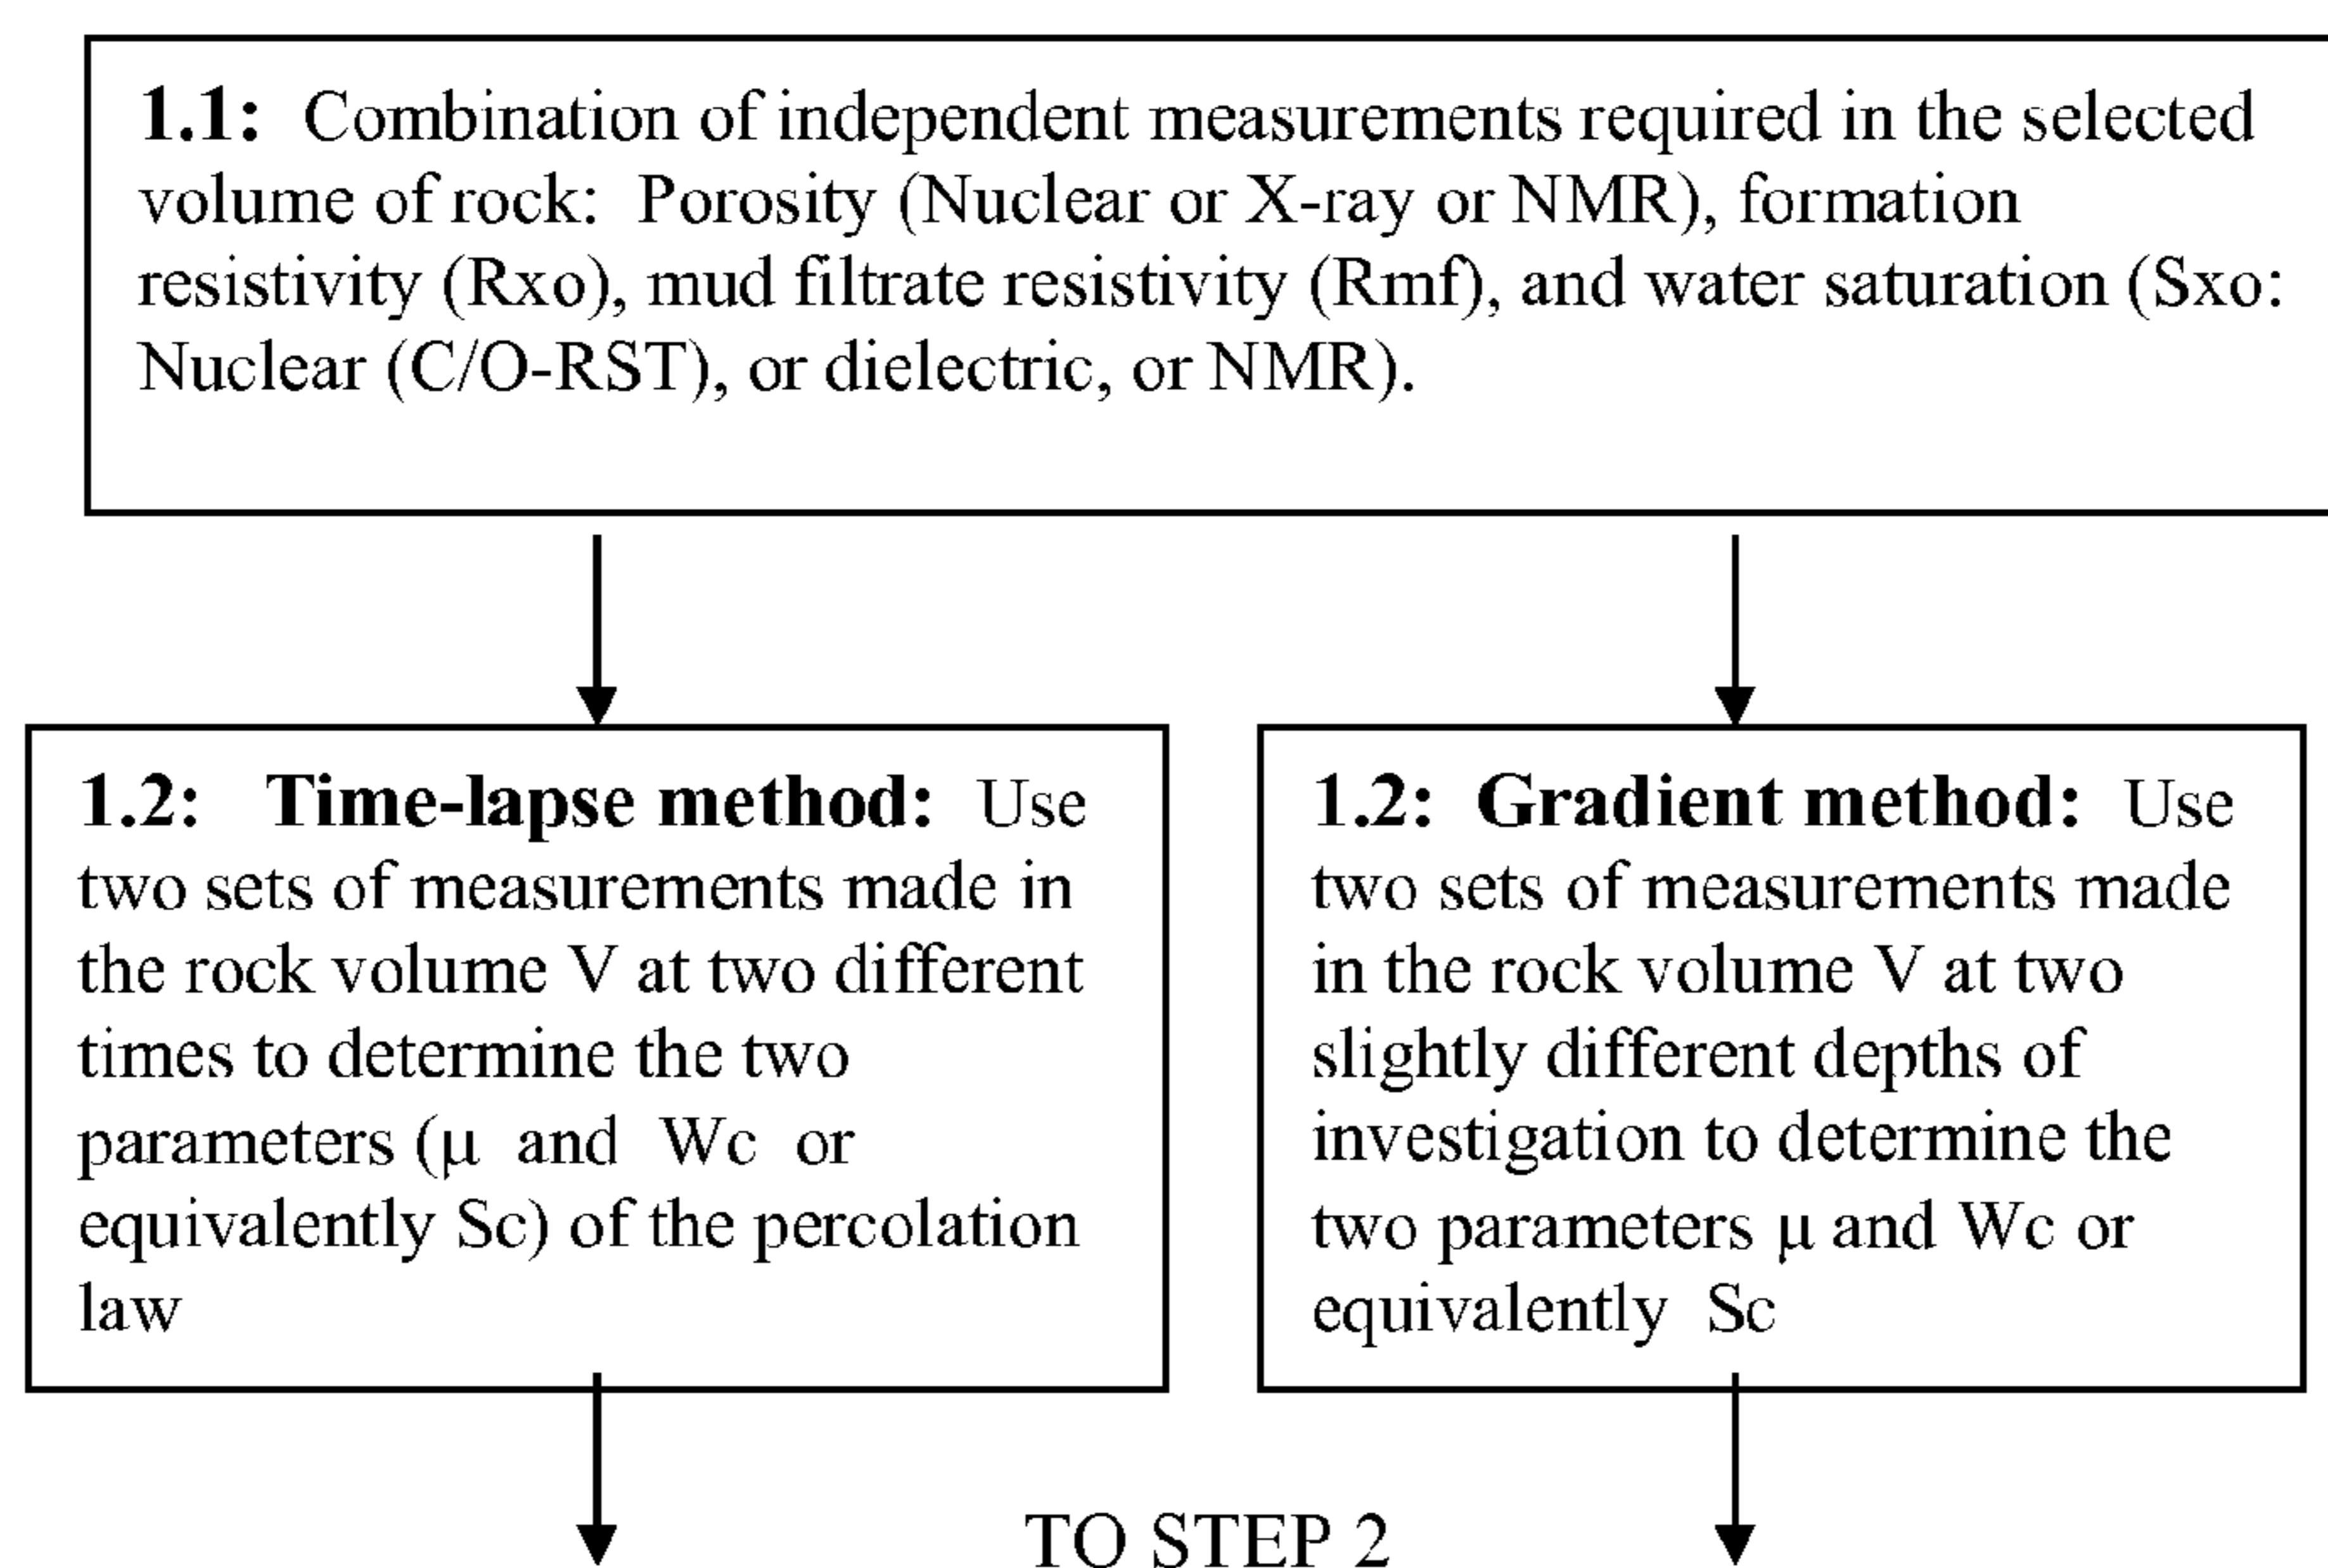 1.1: Combination of independent measurements required in the selected
volume of rock: Porosity (Nuclear or X-ray or NMR), formation
resistivity (Rxo), mud filtrate resistivity (Rmf), and water saturation (Sxo:
Nuclear (C/O-RST), or dielectric, or NMR).
1.2: Time-lapse method: Use
two sets of measurements made in
the rock volume V at two different
times to determine the two
parameters (μ and Wc or
equivalently Sc) of the percolation
law
1.2: Gradient method: Use
two sets of measurements made
in the rock volume V at two
slightly different depths of
investigation to determine the
two parameters μ and Wc or
equivalently Sc
TO STEP 2